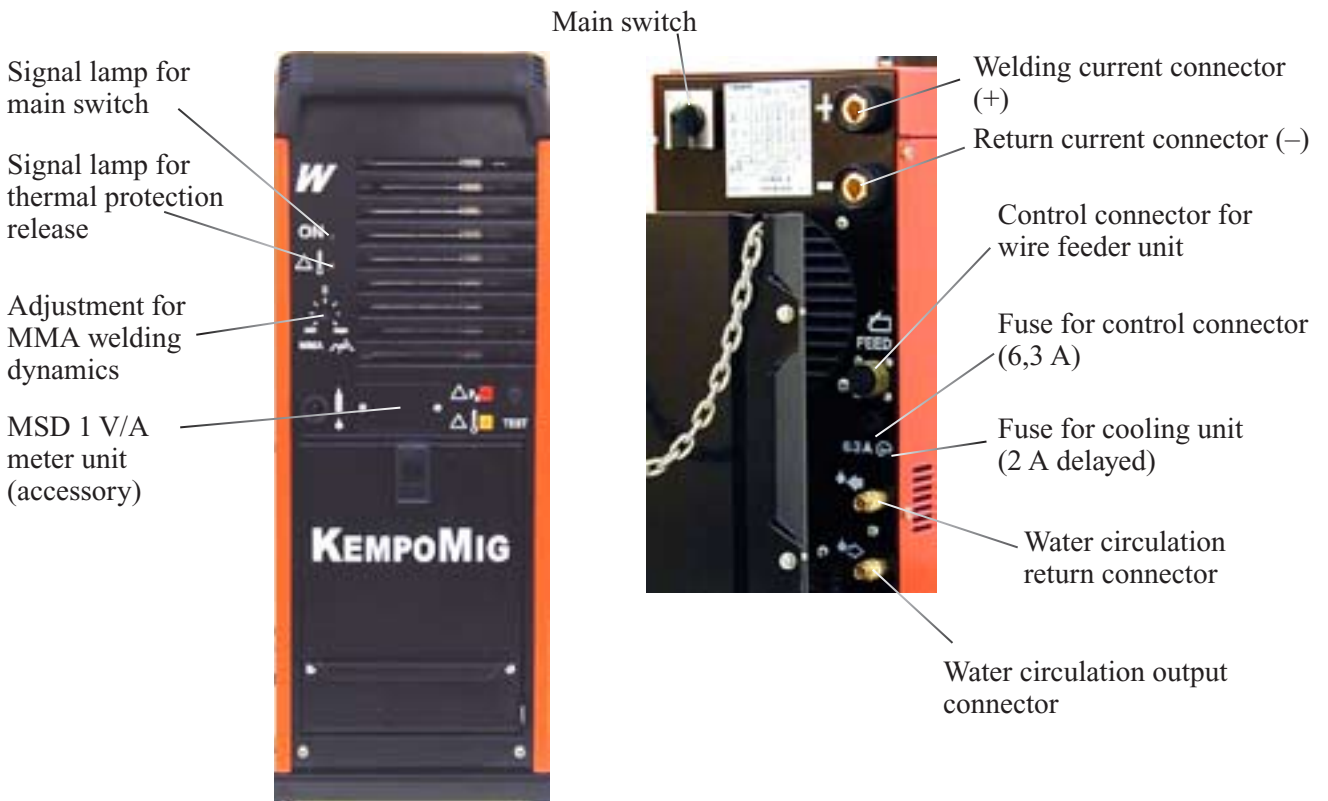 Main switch
Signal lamp for
main switch
Signal lamp for
thermal protection
release
Adjustment for
MMA welding
dynamics
MSD 1 V/A
meter unit
(accessory)
W
ON
MMA
TEST
KEMPOMIG
+
-
FEED
6,3 A
Welding current connector
(+)
Return current connector (–)
Control connector for
wire feeder unit
Fuse for control connector
(6,3 A)
Fuse for cooling unit
(2 A delayed)
Water circulation
return connector
Water circulation output
connector